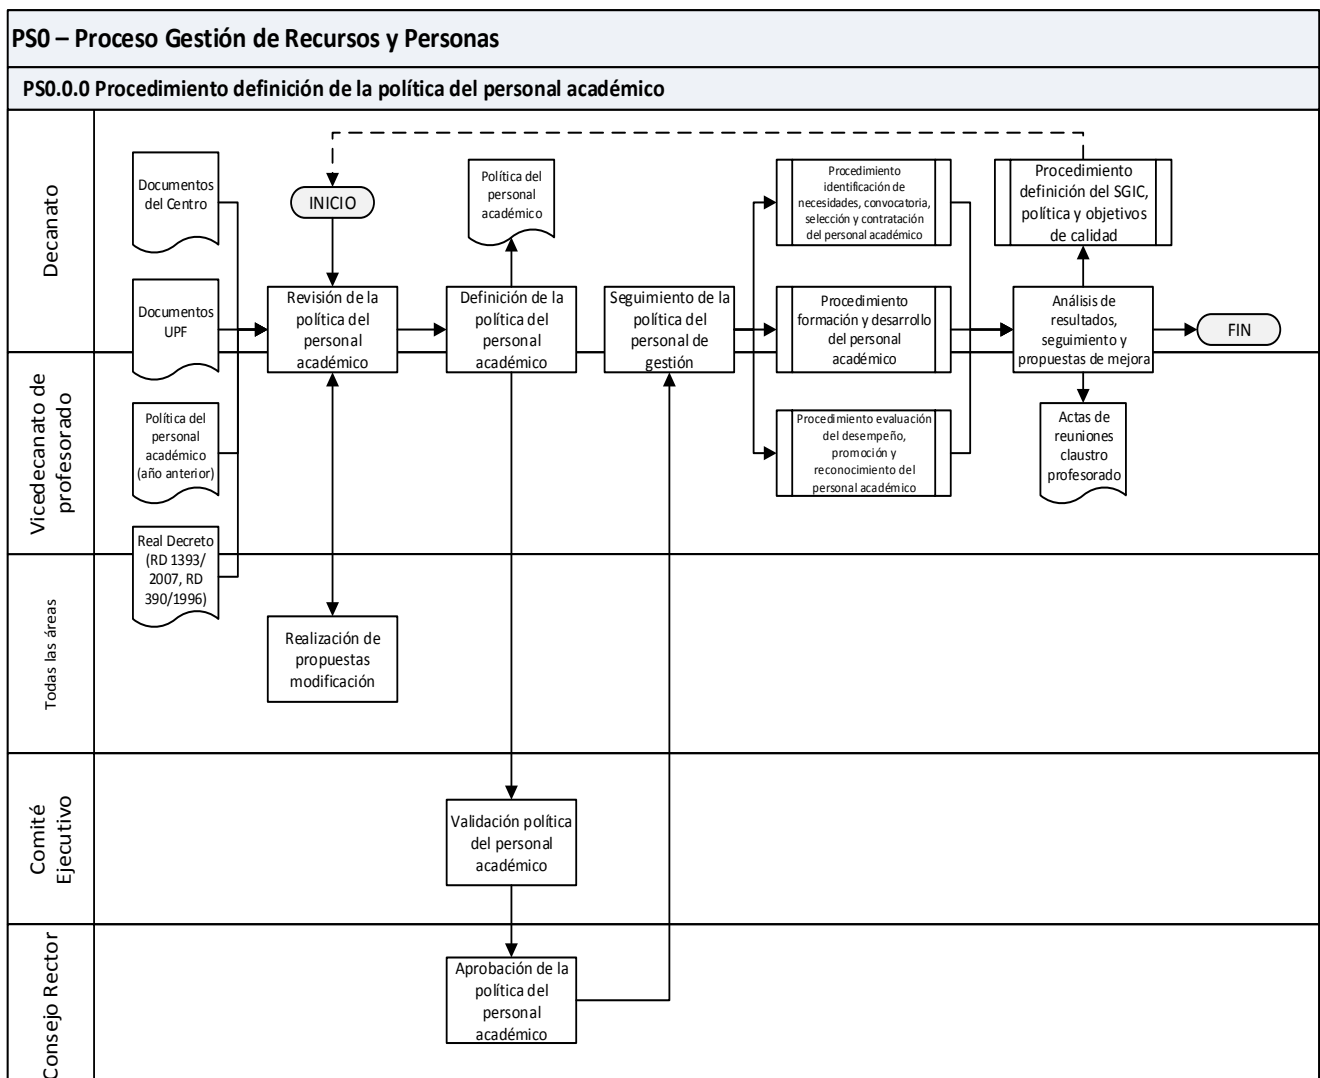 PS0 – Proceso Gestión de Recursos y Personas
PS0.0.0 Procedimiento definición de la política del personal académico
Decanato
Documentos
del Centro
INICIO
Política del
personal
académico
Procedimiento
identificación de
necesidades, convocatoria,
selección y contratación
del personal académico
Procedimiento
definición del SGIC,
política y objetivos
de calidad
Documentos
UPF
Revisión de la
política del
personal
académico
Definición de la
política del
personal
académico
Seguimiento de la
política del
personal de
gestión
Procedimiento
formación y desarrollo
del personal
académico
Análisis de
resultados,
seguimiento y
propuestas de mejora
FIN
Vicedecanato de
profesorado
Política del
personal
académico
(año anterior)
Procedimiento evaluación
del desempeño,
promoción y
reconocimiento del
personal académico
Actas de
reuniones
claustro
profesorado
Real Decreto
(RD 1393/
2007, RD
390/1996)
Todas las áreas
Realización de
propuestas
modificación
Comité
Ejecutivo
Validación política
del personal
académico
Consejo Rector
Aprobación de la
política del
personal
académico